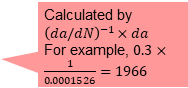 Calculated by
(da/dN)⁻¹ × da
For example, 0.3 ×
1/0.0001526 = 1966